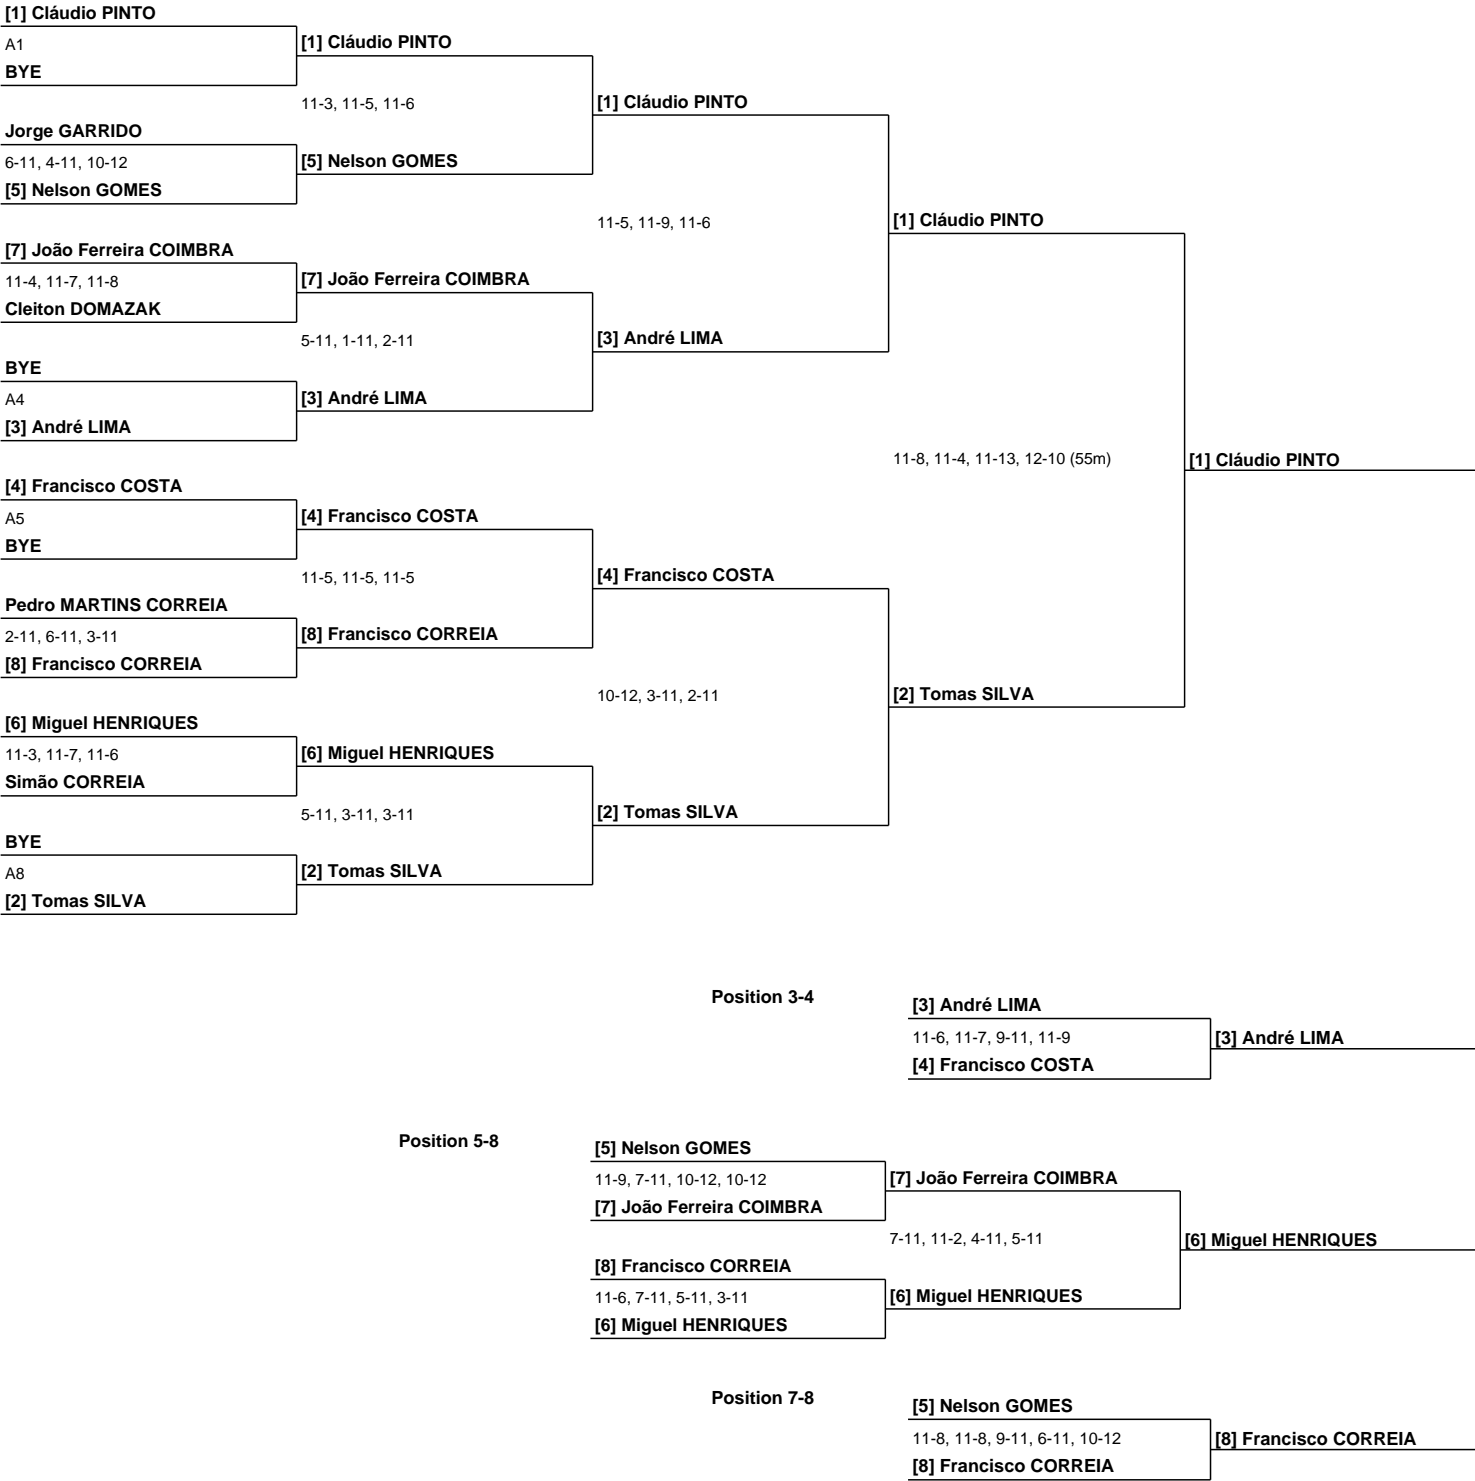 [1] Cláudio PINTO
A1
[1] Cláudio PINTO
BYE
11-3, 11-5, 11-6
[1] Cláudio PINTO
Jorge GARRIDO
6-11, 4-11, 10-12
[5] Nelson GOMES
[5] Nelson GOMES
11-5, 11-9, 11-6
[1] Cláudio PINTO
[7] João Ferreira COIMBRA
11-4, 11-7, 11-8
[7] João Ferreira COIMBRA
Cleiton DOMAZAK
5-11, 1-11, 2-11
[3] André LIMA
BYE
A4
[3] André LIMA
[3] André LIMA
11-8, 11-4, 11-13, 12-10 (55m)
[1] Cláudio PINTO
[4] Francisco COSTA
A5
[4] Francisco COSTA
BYE
11-5, 11-5, 11-5
[4] Francisco COSTA
Pedro MARTINS CORREIA
2-11, 6-11, 3-11
[8] Francisco CORREIA
[8] Francisco CORREIA
10-12, 3-11, 2-11
[2] Tomas SILVA
[6] Miguel HENRIQUES
11-3, 11-7, 11-6
[6] Miguel HENRIQUES
Simão CORREIA
5-11, 3-11, 3-11
[2] Tomas SILVA
BYE
A8
[2] Tomas SILVA
[2] Tomas SILVA
Position 3-4
[3] André LIMA
11-6, 11-7, 9-11, 11-9
[3] André LIMA
[4] Francisco COSTA
Position 5-8
[5] Nelson GOMES
11-9, 7-11, 10-12, 10-12
[7] João Ferreira COIMBRA
[7] João Ferreira COIMBRA
7-11, 11-2, 4-11, 5-11
[6] Miguel HENRIQUES
[8] Francisco CORREIA
11-6, 7-11, 5-11, 3-11
[6] Miguel HENRIQUES
[6] Miguel HENRIQUES
Position 7-8
[5] Nelson GOMES
11-8, 11-8, 9-11, 6-11, 10-12
[8] Francisco CORREIA
[8] Francisco CORREIA